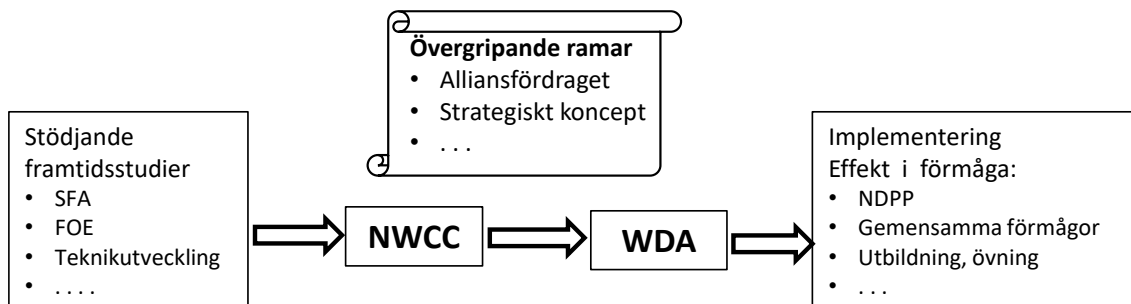 Övergripande ramar
• Alliansfördraget
• Strategiskt koncept
• . . .
Stödjande
framtidsstudier
• SFA
• FOE
• Teknikutveckling
• . . . .
NWCC
WDA
Implementering
Effekt i förmåga:
• NDPP
• Gemensamma förmågor
• Utbildning, övning
• . . .